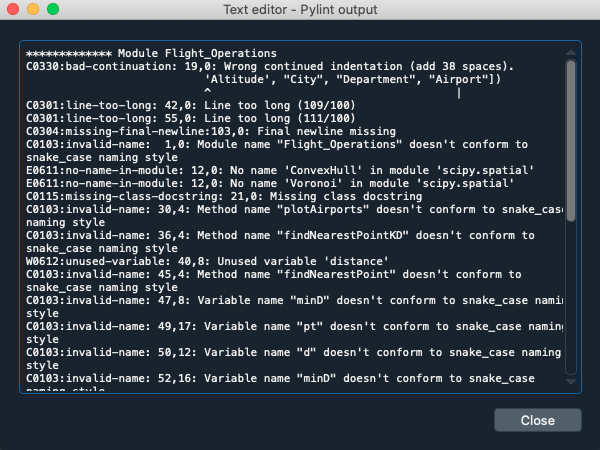 Text editor - Pylint output
************* Module Flight_Operations
C0330:bad-continuation: 19,0: Wrong continued indentation (add 38 spaces).
'Altitude', "City", "Department", "Airport"])
^ |
C0301:line-too-long: 42,0: Line too long (109/100)
C0301:line-too-long: 55,0: Line too long (111/100)
C0304:missing-final-newline:103,0: Final newline missing
C0103:invalid-name:  1,0: Module name "Flight_Operations" doesn't conform to
snake_case naming style
E0611:no-name-in-module: 12,0: No name 'ConvexHull' in module 'scipy.spatial'
E0611:no-name-in-module: 12,0: No name 'Voronoi' in module 'scipy.spatial'
C0115:missing-class-docstring: 21,0: Missing class docstring
C0103:invalid-name: 30,4: Method name "plotAirports" doesn't conform to snake_case
naming style
C0103:invalid-name: 36,4: Method name "findNearestPointKD" doesn't conform to
snake_case naming style
W0612:unused-variable: 40,8: Unused variable 'distance'
C0103:invalid-name: 45,4: Method name "findNearestPoint" doesn't conform to
snake_case naming style
C0103:invalid-name: 47,8: Variable name "minD" doesn't conform to snake_case naming
style
C0103:invalid-name: 49,17: Variable name "pt" doesn't conform to snake_case naming
style
C0103:invalid-name: 50,12: Variable name "d" doesn't conform to snake_case naming
style
C0103:invalid-name: 52,16: Variable name "minD" doesn't conform to snake_case
naming style
Close